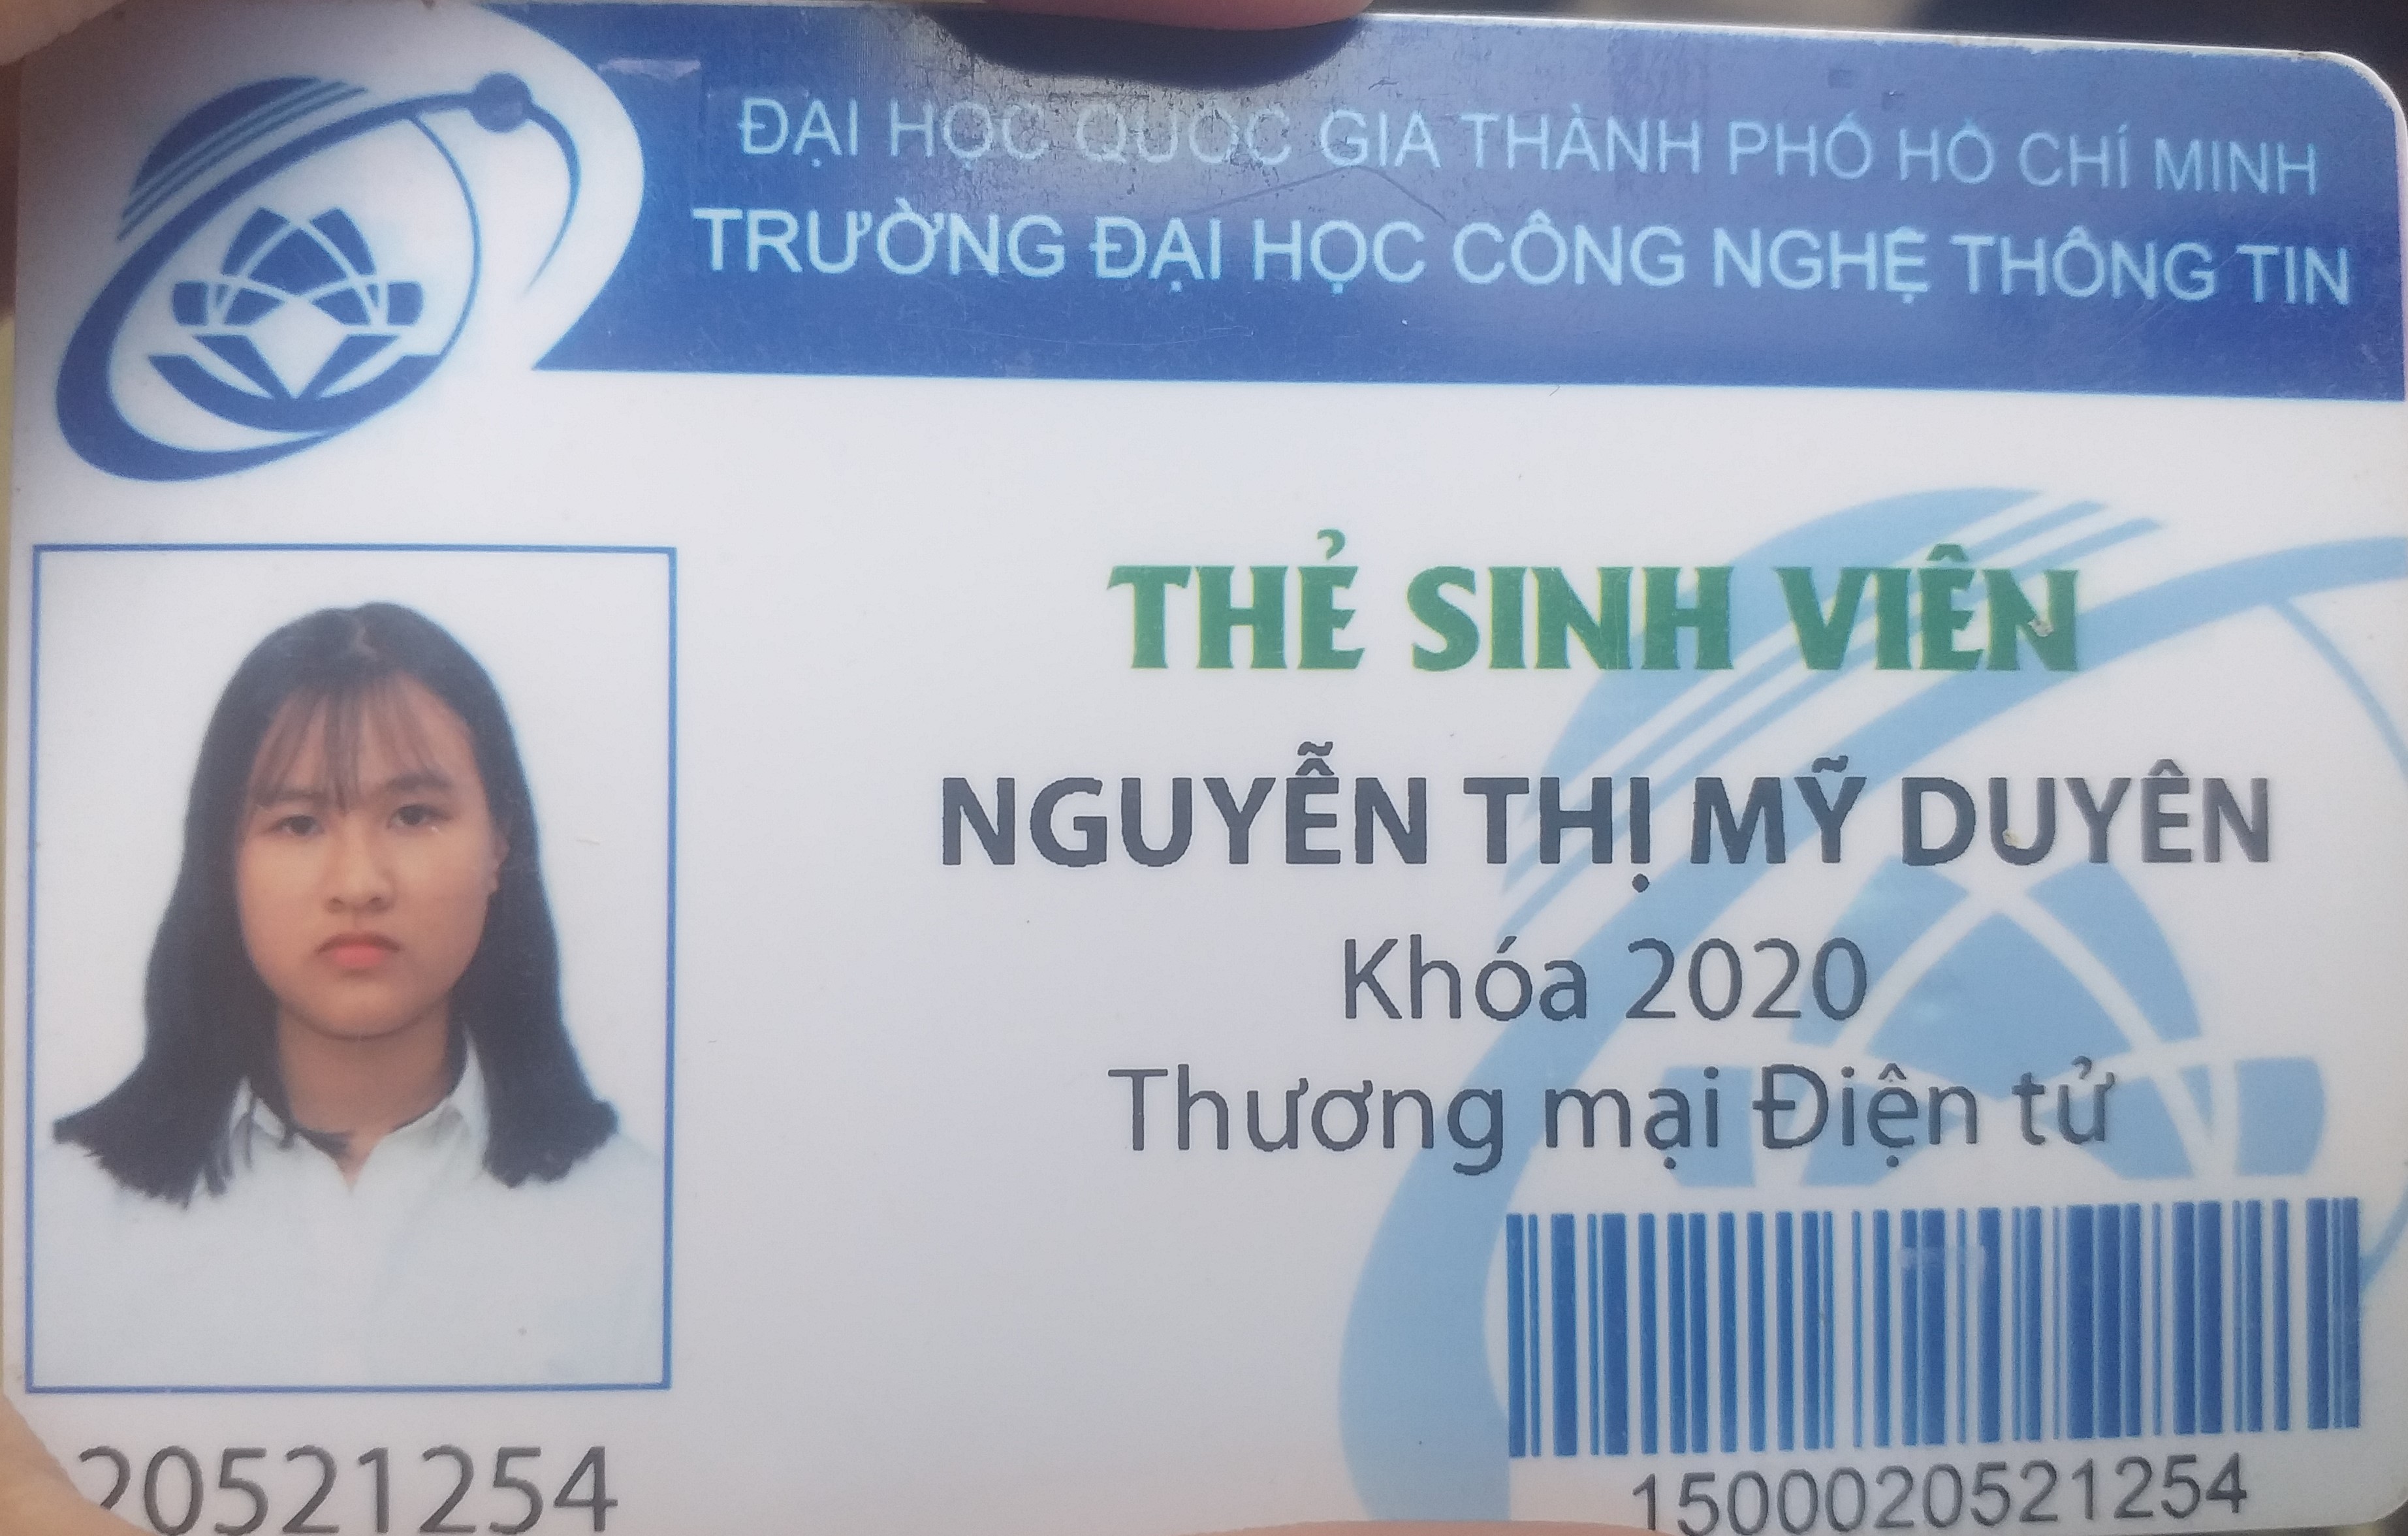 ĐẠI HỌC QUỐC GIA THÀNH PHỐ HỒ CHÍ MINH
TRƯỜNG ĐẠI HỌC CÔNG NGHỆ THÔNG TIN
THẺ SINH VIÊN
NGUYỄN THỊ MỸ DUYÊN
Khóa 2020
Thương mại Điện tử
20521254
1500020521254